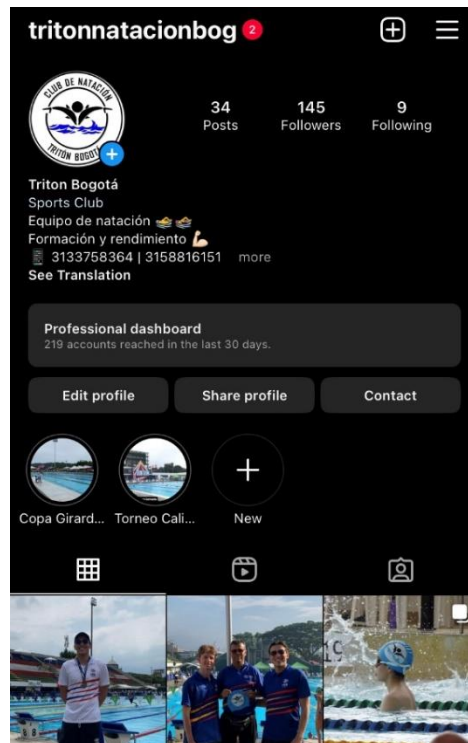 tritonnatacionbog 2
CLUB DE NATACIÓN
TRITÓN BOGOTÁ
34 145 9
Posts Followers Following
Triton Bogotá
Sports Club
Equipo de natación 🏊🏊
Formación y rendimiento 💪🏻
📱 3133758364 | 3158816151 more
See Translation
Professional dashboard
219 accounts reached in the last 30 days.
Edit profile Share profile Contact
Copa Girard... Torneo Cali... New